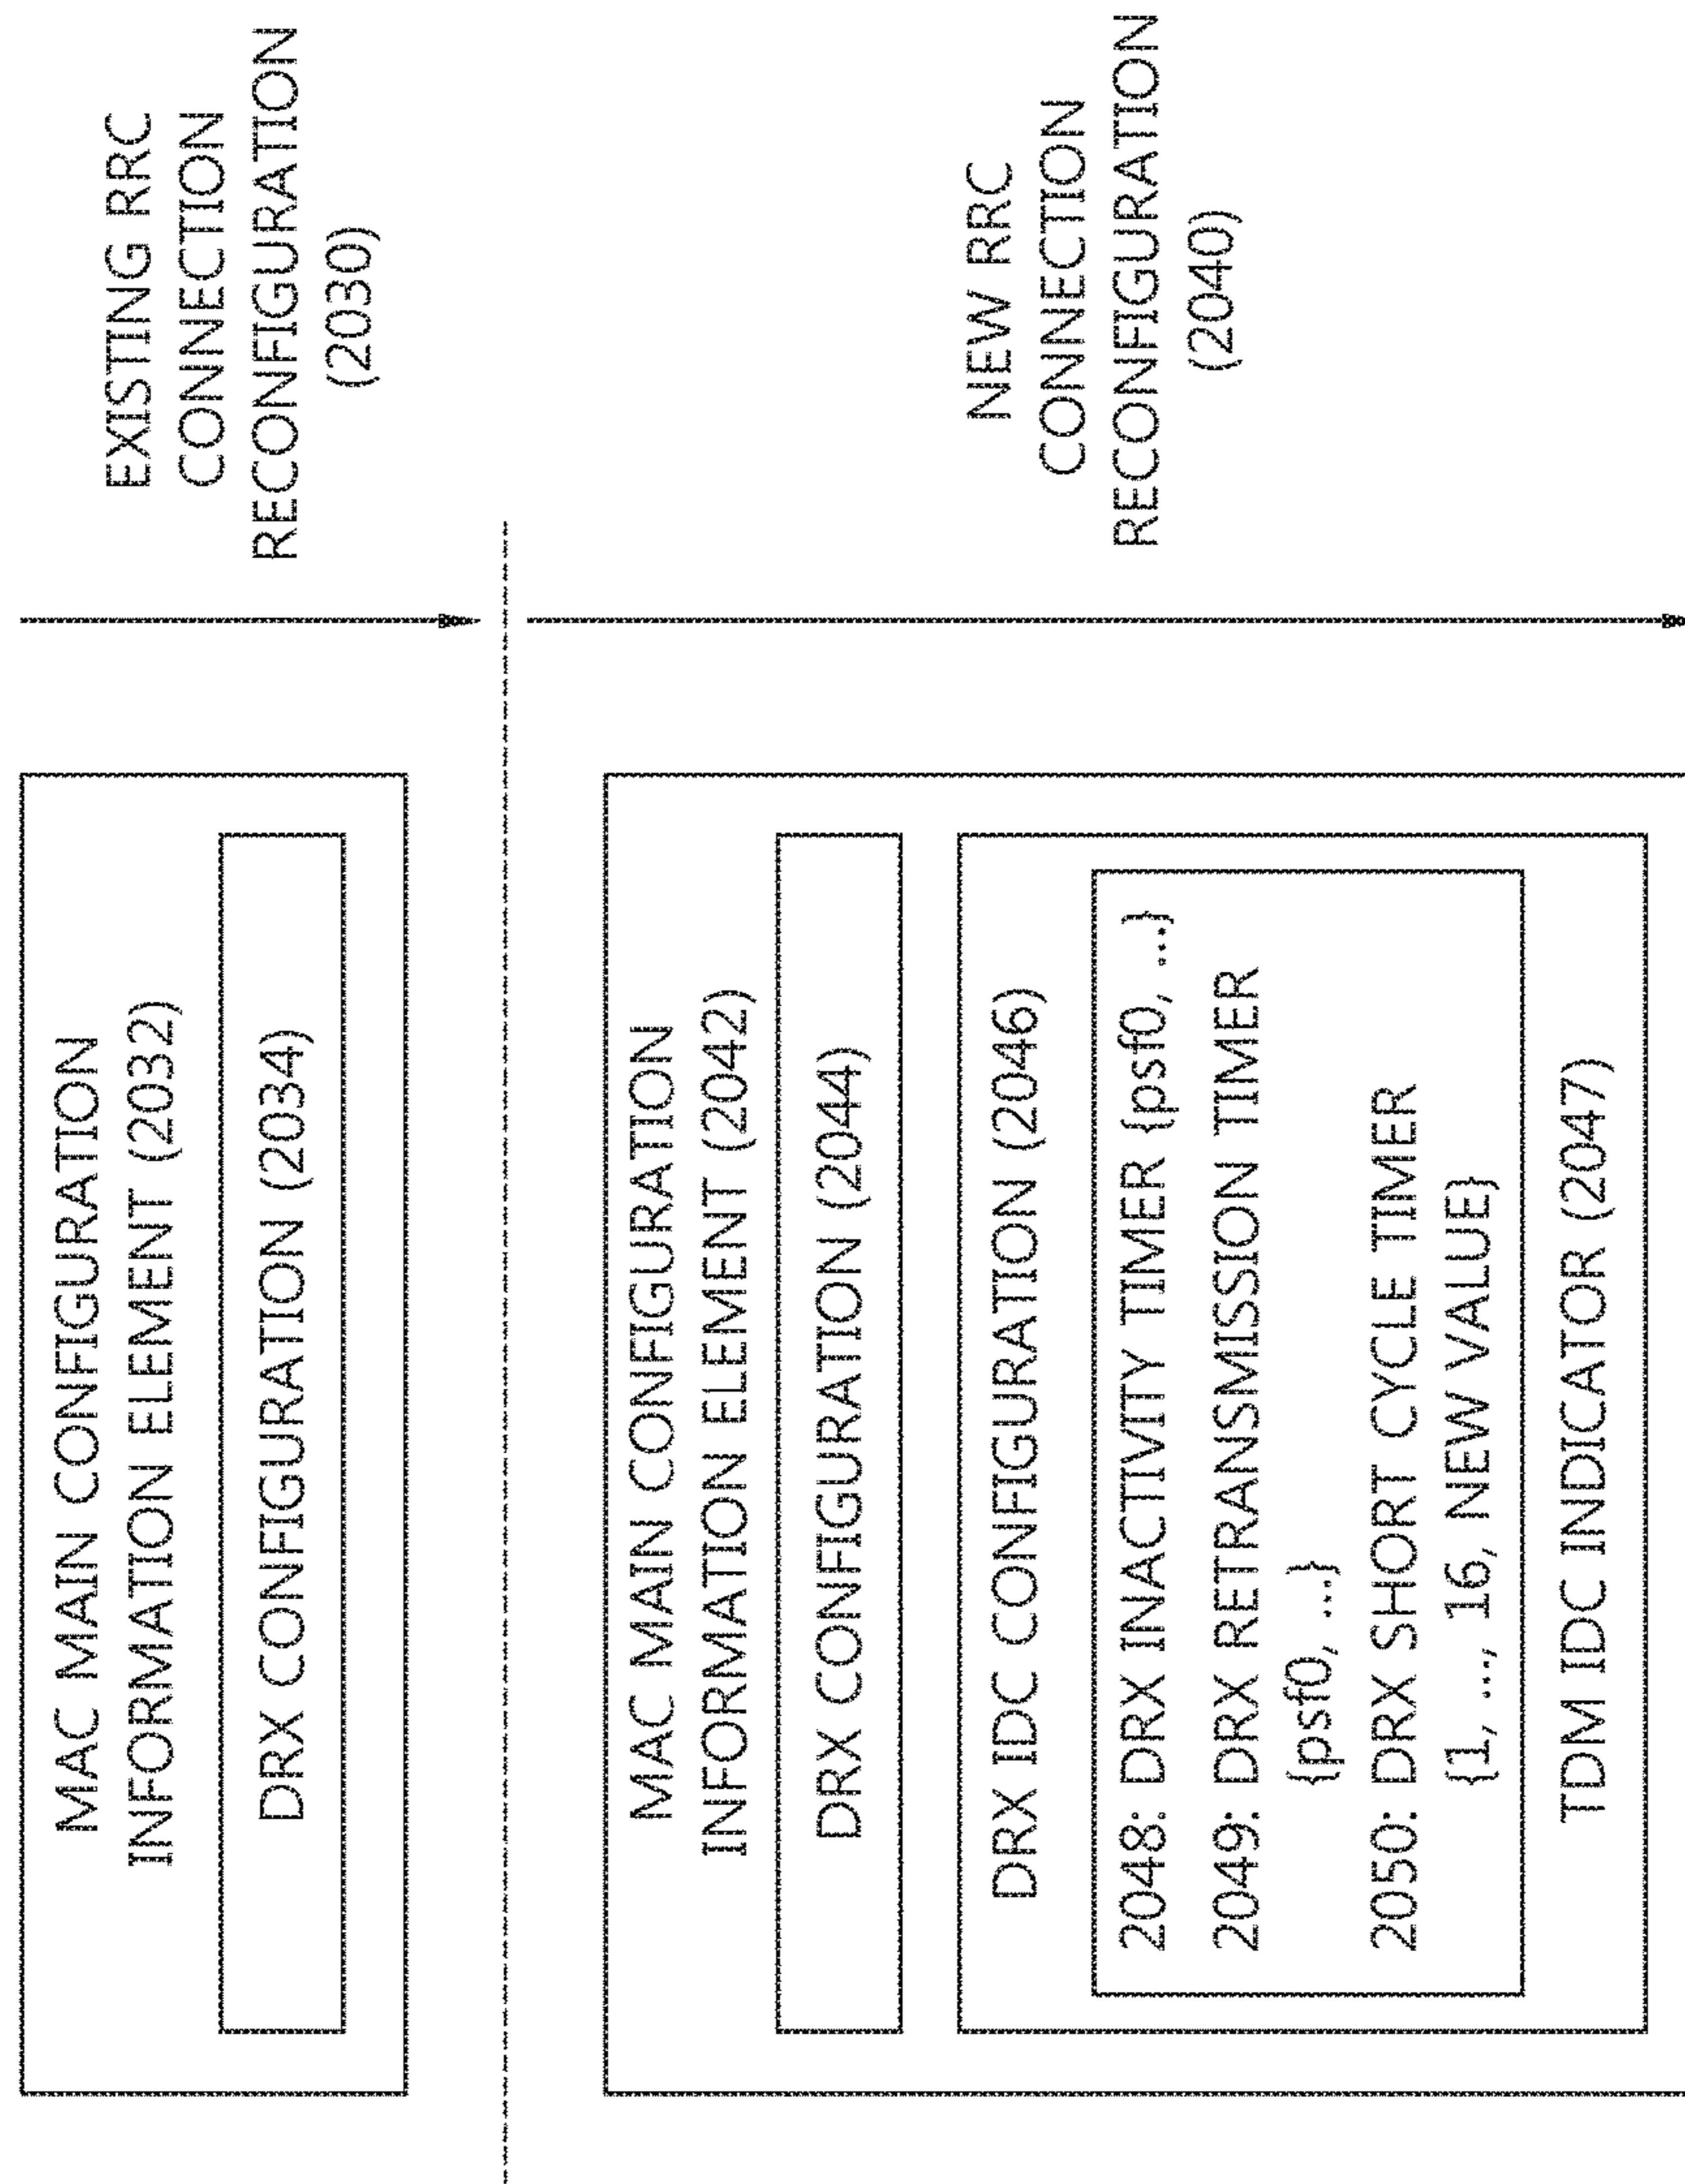 MAC MAIN CONFIGURATION
INFORMATION ELEMENT (2032)
DRX CONFIGURATION (2034)
EXISTING RRC
CONNECTION
RECONFIGURATION
(2030)
MAC MAIN CONFIGURATION
INFORMATION ELEMENT (2042)
DRX CONFIGURATION (2044)
DRX IDC CONFIGURATION (2046)
2048: DRX INACTIVITY TIMER {psf0, ...}
2049: DRX RETRANSMISSION TIMER
{psf0, ...}
2050: DRX SHORT CYCLE TIMER
{1, ..., 16, NEW VALUE}
TDM IDC INDICATOR (2047)
NEW RRC
CONNECTION
RECONFIGURATION
(2040)